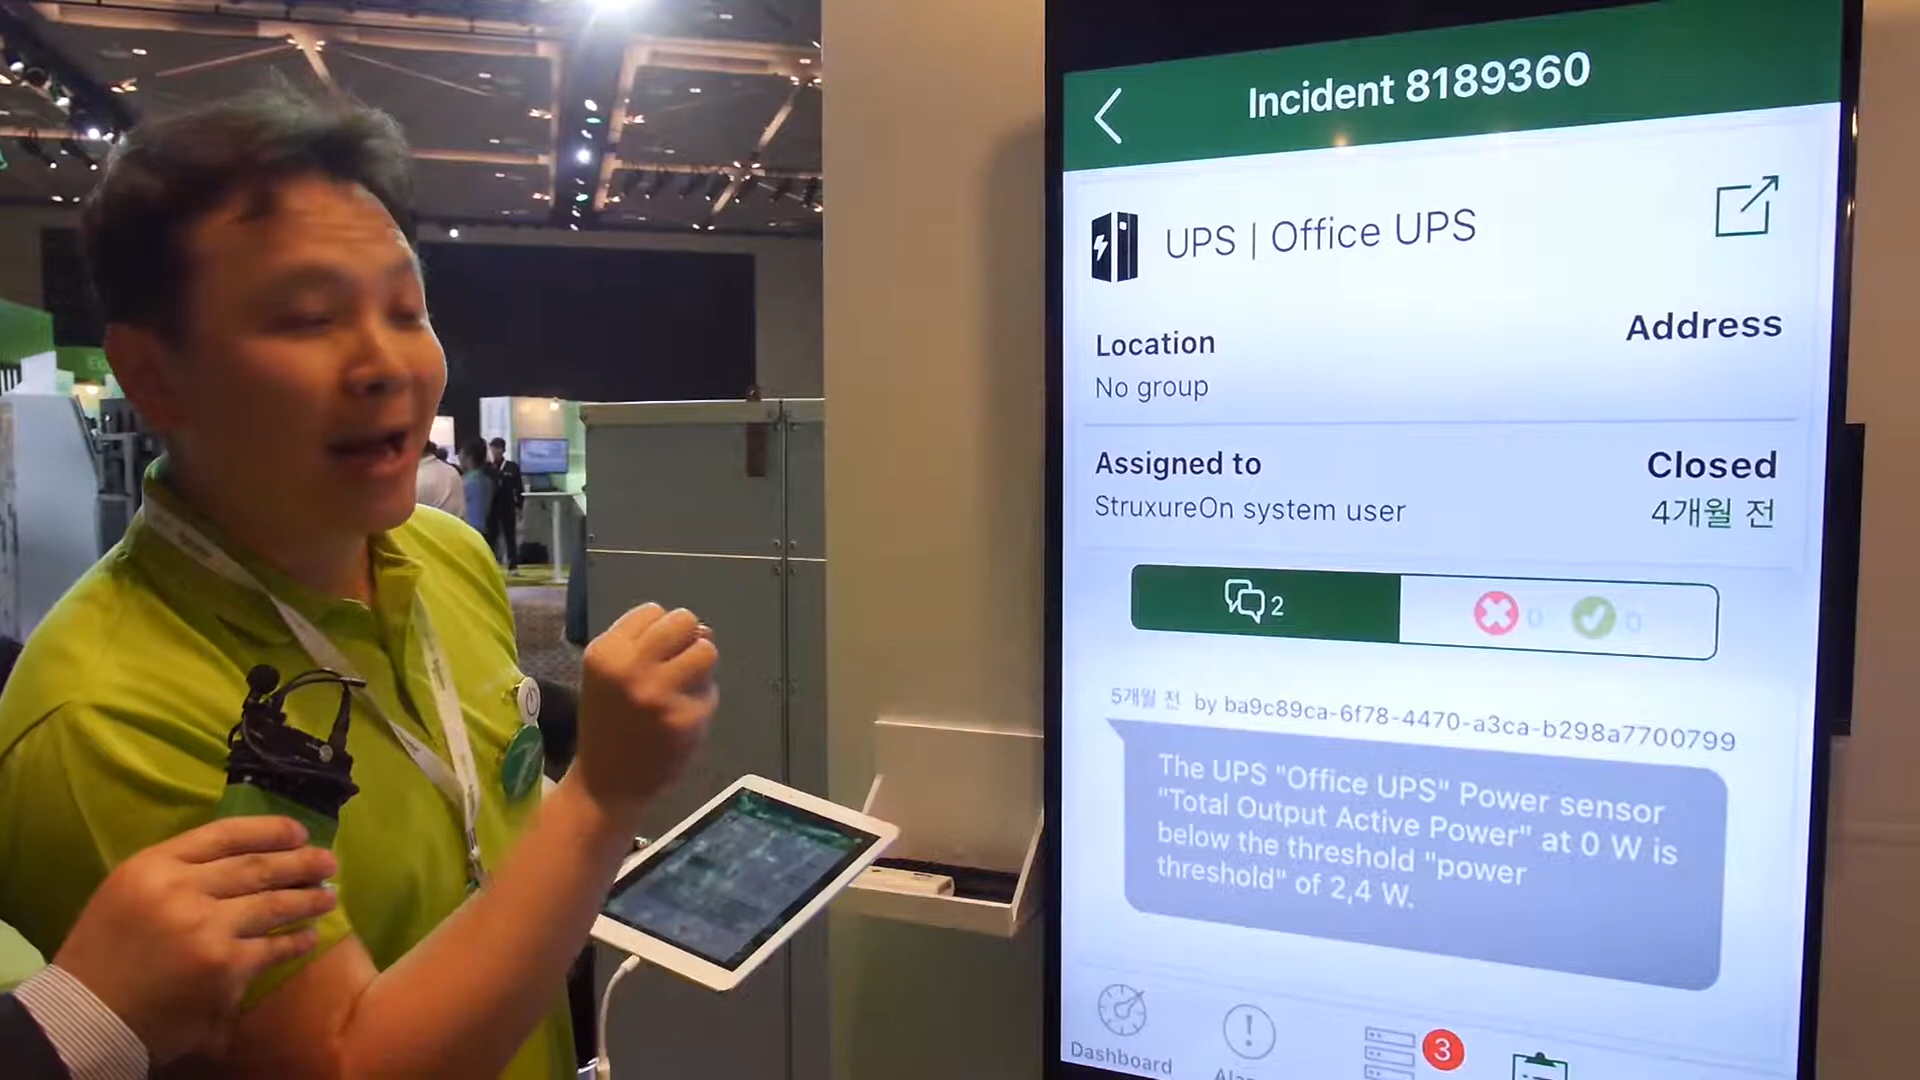 Incident 8189360
UPS | Office UPS
Location
Address
No group
Assigned to
Closed
StruxureOn system user
4개월 전
2
0
0
5개월 전 by ba9c89ca-6f78-4470-a3ca-b298a7700799
The UPS "Office UPS" Power sensor
"Total Output Active Power" at 0 W is
below the threshold "power
threshold" of 2,4 W.
3
Dashboard